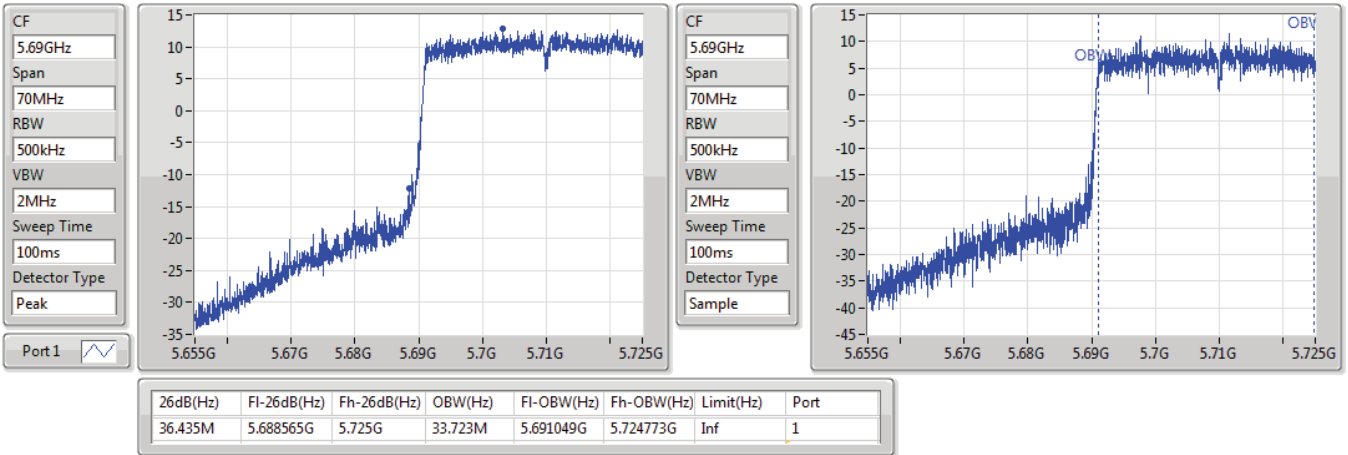 CF
5.69GHz
Span
70MHz
RBW
500kHz
VBW
2MHz
Sweep Time
100ms
Detector Type
Peak
Port 1
15
10
5
0
-5
-10
-15
-20
-25
-30
-35
5.655G 5.67G 5.68G 5.69G 5.7G 5.71G 5.725G
CF
5.69GHz
Span
70MHz
RBW
500kHz
VBW
2MHz
Sweep Time
100ms
Detector Type
Sample
15
10
5
0
-5
-10
-15
-20
-25
-30
-35
-40
-45
OBW
OBW
5.655G 5.67G 5.68G 5.69G 5.7G 5.71G 5.725G
26dB(Hz) Fl-26dB(Hz) Fh-26dB(Hz) OBW(Hz) Fl-OBW(Hz) Fh-OBW(Hz) Limit(Hz) Port
36.435M 5.688565G 5.725G 33.723M 5.691049G 5.724773G Inf 1